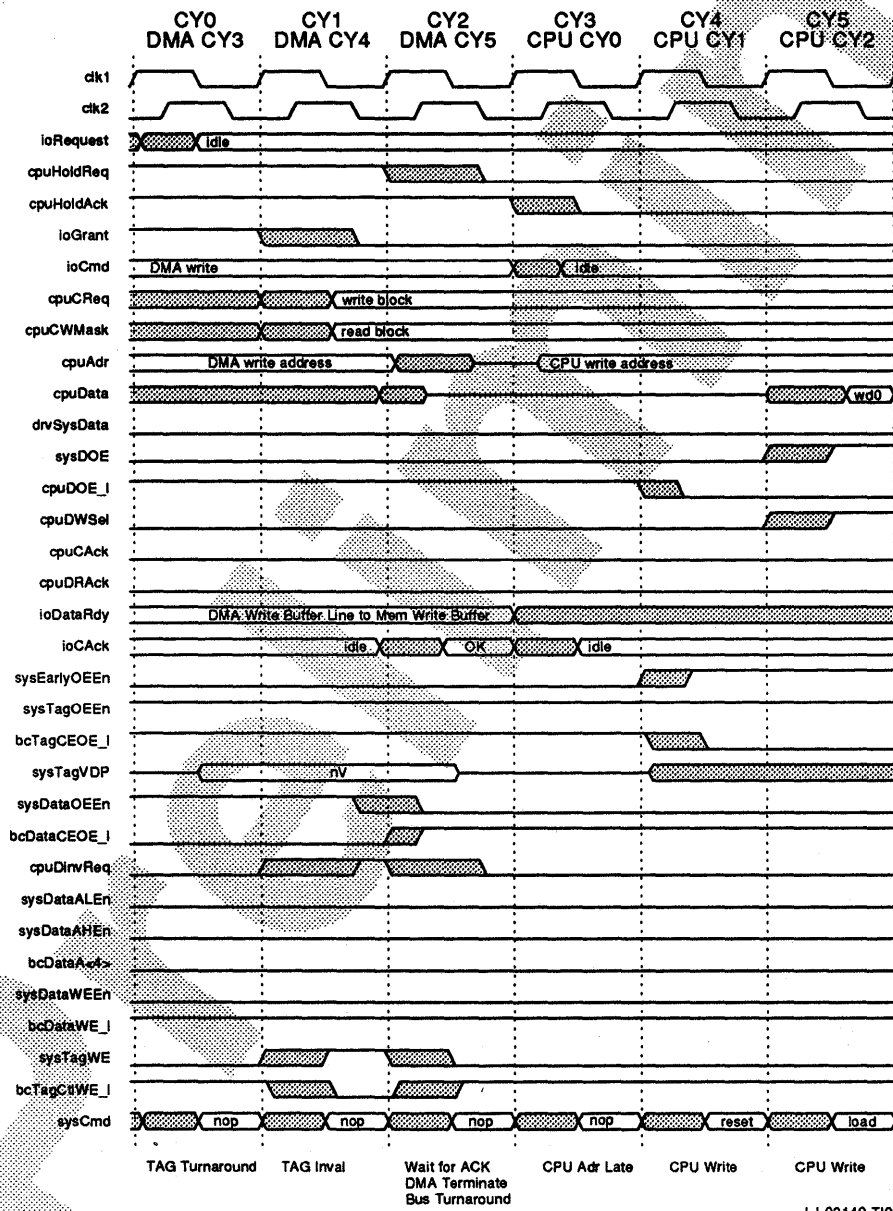 CY0 CY1 CY2 CY3 CY4 CY5
DMA CY3 DMA CY4 DMA CY5 CPU CY0 CPU CY1 CPU CY2
clk1
clk2
ioRequest idle
cpuHoldReq
cpuHoldAck
ioGrant
ioCmd DMA write idle
cpuCReq write block
cpuCWMask read block
cpuAdr DMA write address CPU write address
cpuData wd0
drvSysData
sysDOE
cpuDOE_l
cpuDWSel
cpuCAck
cpuDRAck
ioDataRdy DMA Write Buffer Line to Mem Write Buffer
ioCAck idle OK idle
sysEarlyOEEn
sysTagOEEn
bcTagCEOE_l
sysTagVDP nV
sysDataOEEn
bcDataCEOE_l
cpuDinvReq
sysDataALEn
sysDataAHEn
bcDataA<4>
sysDataWEEn
bcDataWE_l
sysTagWE
bcTagCtlWE_l
sysCmd nop nop nop nop reset load
TAG Turnaround TAG Inval Wait for ACK CPU Adr Late CPU Write CPU Write
DMA Terminate
Bus Turnaround